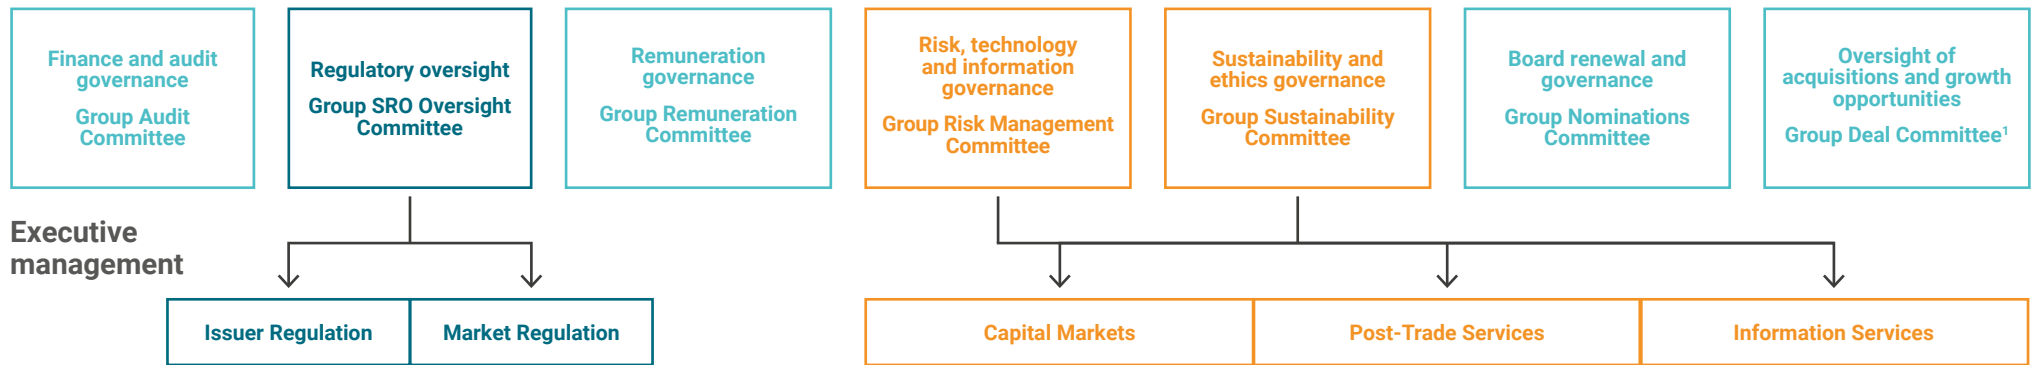 Finance and audit
governance
Group Audit
Committee
Regulatory oversight
Group SRO Oversight
Committee
Remuneration
governance
Group Remuneration
Committee
Risk, technology
and information
governance
Group Risk Management
Committee
Sustainability and
ethics governance
Group Sustainability
Committee
Board renewal and
governance
Group Nominations
Committee
Oversight of
acquisitions and growth
opportunities
Group Deal Committee¹
Executive
management
Issuer Regulation
Market Regulation
Capital Markets
Post-Trade Services
Information Services